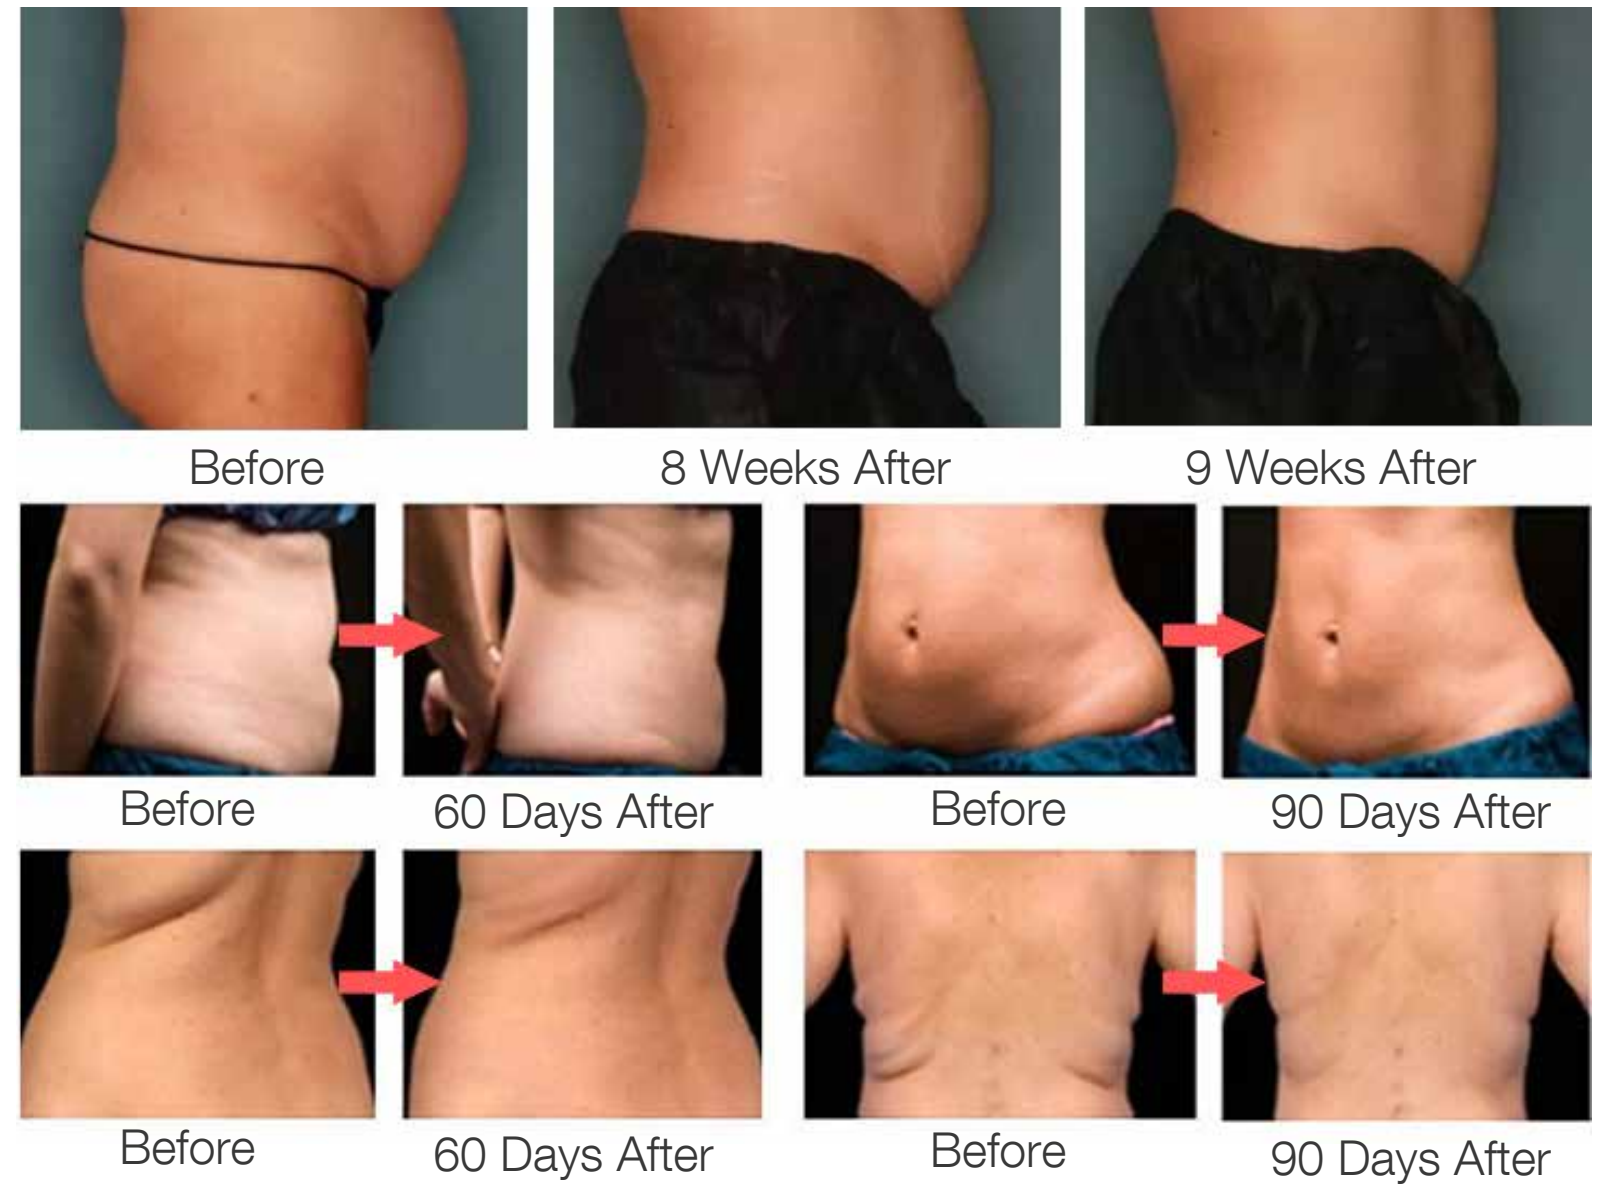 Before
8 Weeks After
9 Weeks After
Before
60 Days After
Before
90 Days After
Before
60 Days After
Before
90 Days After